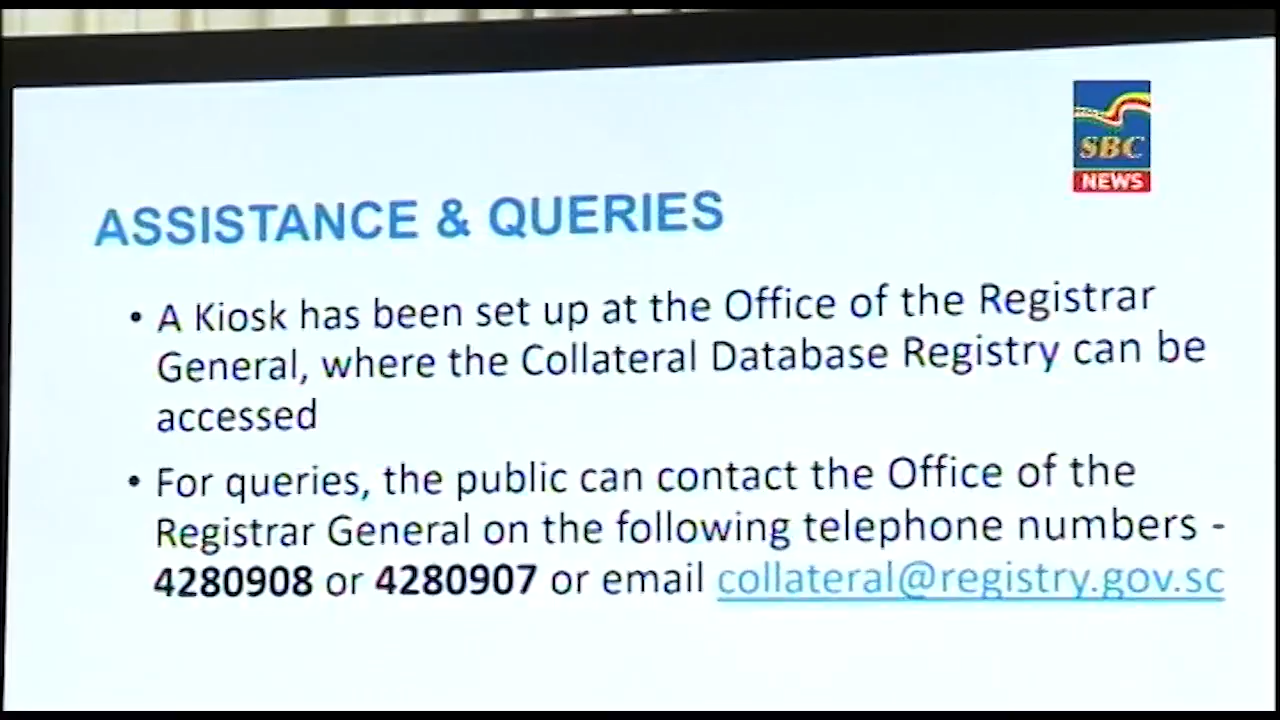 SBC
NEWS
ASSISTANCE & QUERIES
• A Kiosk has been set up at the Office of the Registrar
General, where the Collateral Database Registry can be
accessed
• For queries, the public can contact the Office of the
Registrar General on the following telephone numbers -
4280908 or 4280907 or email collateral@registry.gov.sc